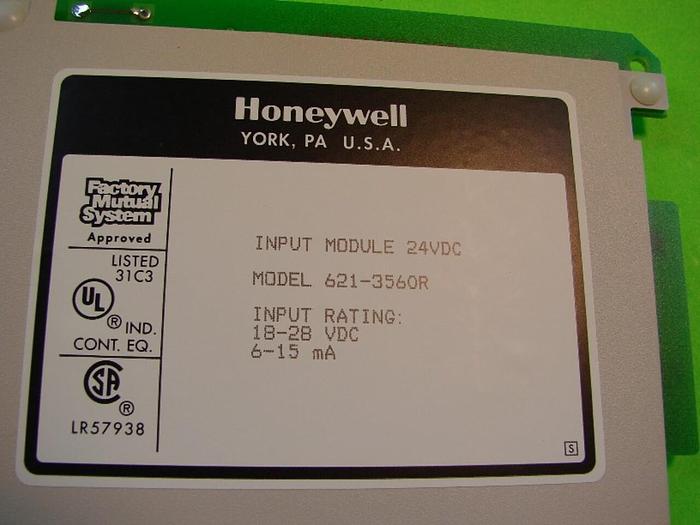 Honeywell
YORK, PA U.S.A.
Factory
Mutual
System
Approved
LISTED
31C3
UL
® IND.
CONT. EQ.
SA
®
LR57938
INPUT MODULE 24VDC
MODEL 621-3560R
INPUT RATING:
18-28 VDC
6-15 mA
S